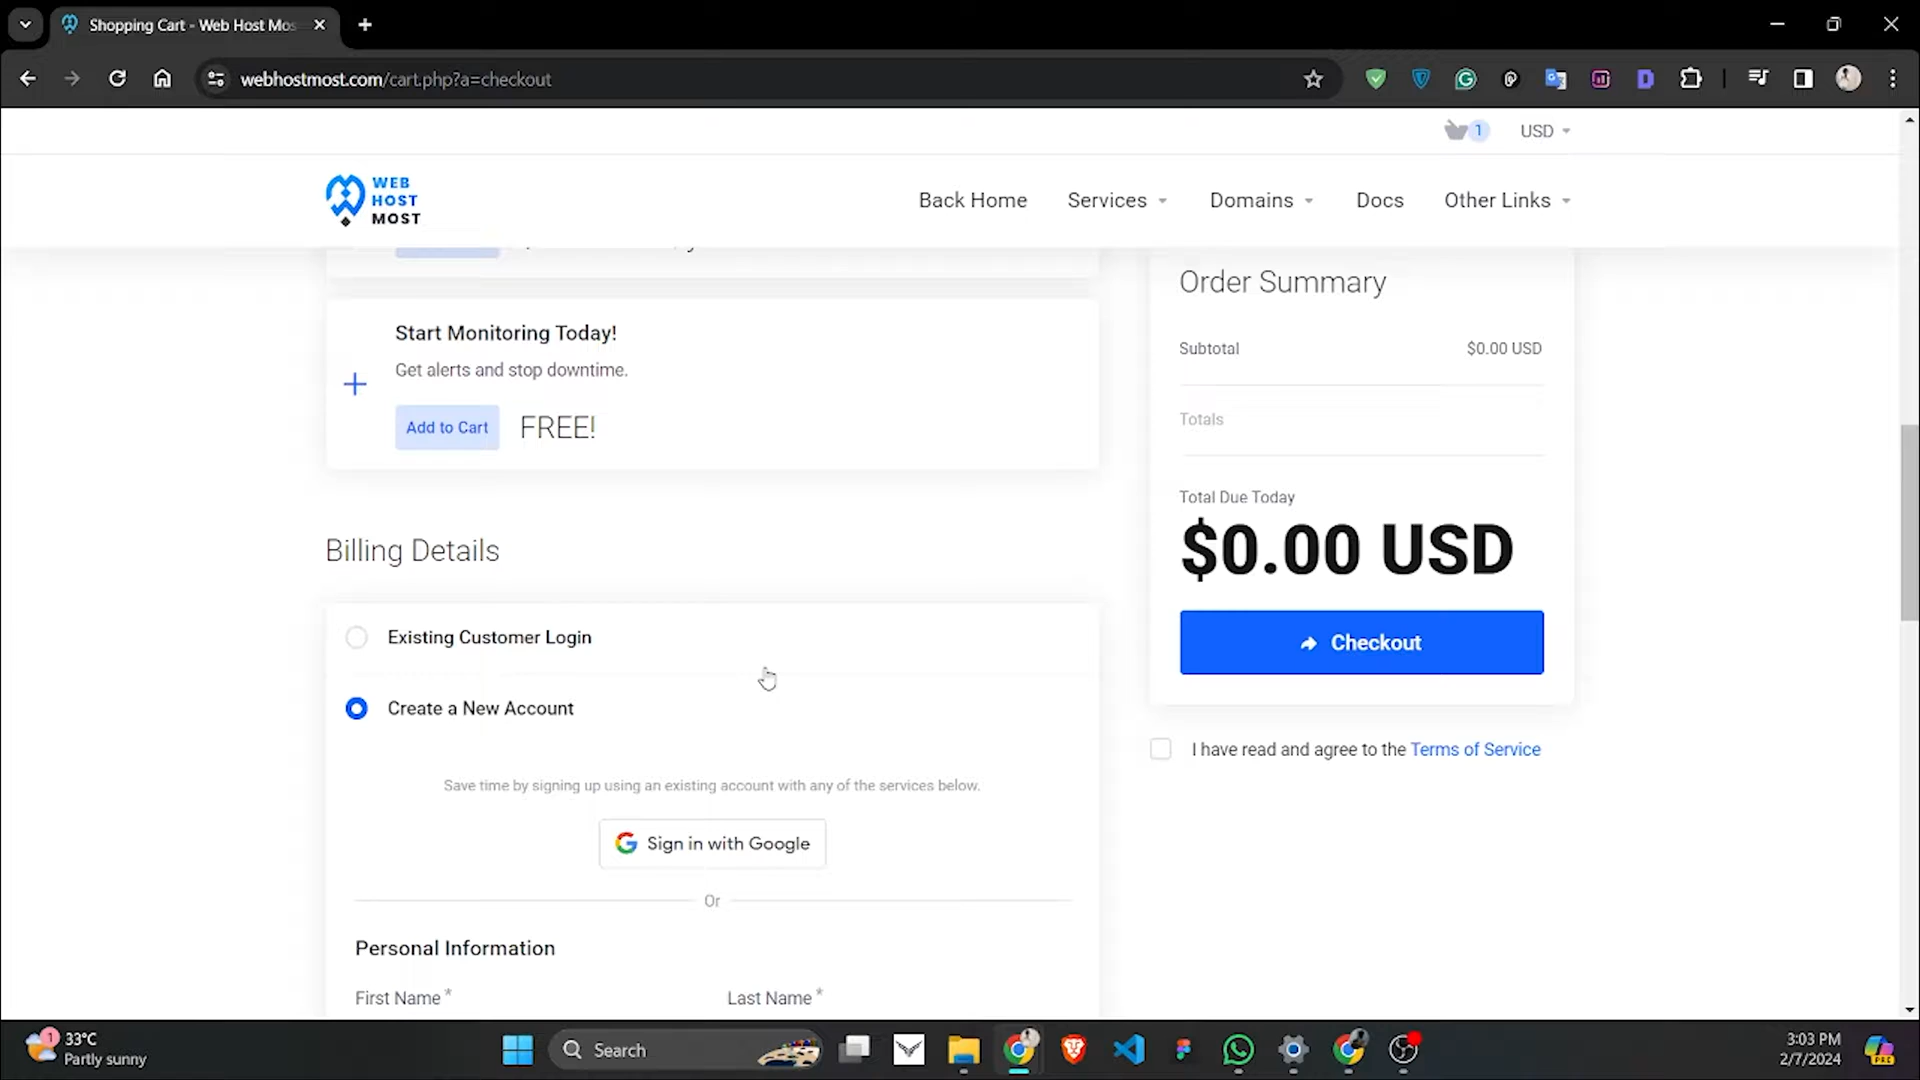 Shopping Cart - Web Host Mos
webhostmost.com/cart.php?a=checkout
1
USD
WEB
HOST
MOST
Back Home
Services
Domains
Docs
Other Links
Start Monitoring Today!
Get alerts and stop downtime.
Add to Cart
FREE!
Billing Details
Existing Customer Login
Create a New Account
Save time by signing up using an existing account with any of the services below.
Sign in with Google
Or
Personal Information
First Name *
Last Name *
Order Summary
Subtotal
$0.00 USD
Totals
Total Due Today
$0.00 USD
Checkout
I have read and agree to the Terms of Service
1
33°C
Partly sunny
Search
3:03 PM
2/7/2024
PRE